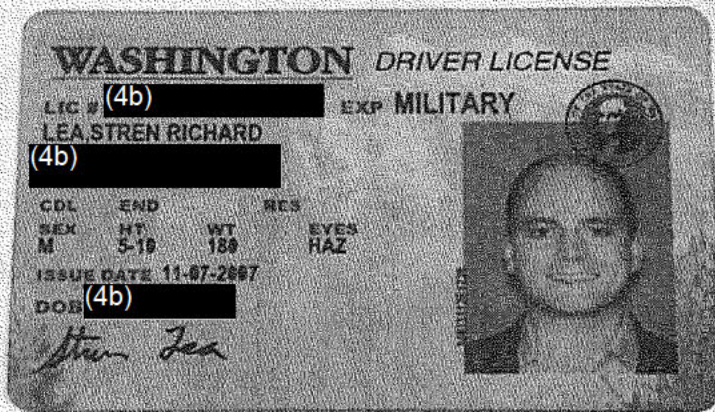 WASHINGTON DRIVER LICENSE
LIC # (4b) EXP MILITARY
LEA,STREN RICHARD
(4b)
CDL END RES
SEX HT WT EYES
M 5-10 180 HAZ
ISSUE DATE 11-07-2007
DOB (4b)
Stren Lea